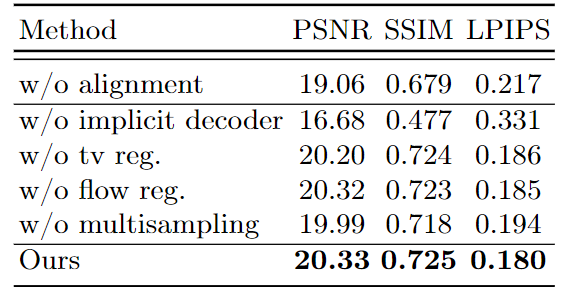 Method PSNR SSIM LPIPS
w/o alignment 19.06 0.679 0.217
w/o implicit decoder 16.68 0.477 0.331
w/o tv reg. 20.20 0.724 0.186
w/o flow reg. 20.32 0.723 0.185
w/o multisampling 19.99 0.718 0.194
Ours 20.33 0.725 0.180